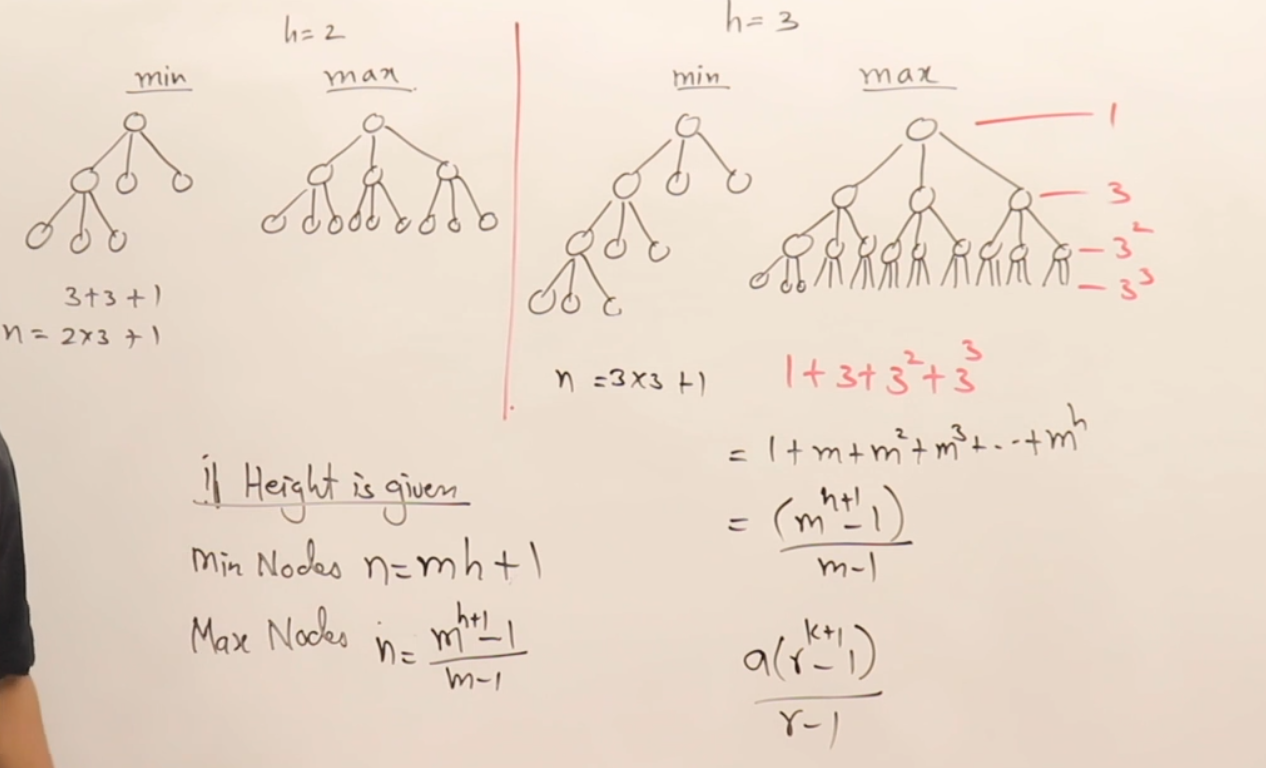 h=2
min
max
3+3+1
n=2×3+1
h=3
min
max
1
3
3²
3³
n=3×3+1
1+3+3²+3³
=1+m+m²+m³+...+m^h
=(m^(h+1)-1)/(m-1)
a(r^(k+1)-1)/(r-1)
if Height is given
Min Nodes n=mh+1
Max Nodes n=(m^(h+1)-1)/(m-1)